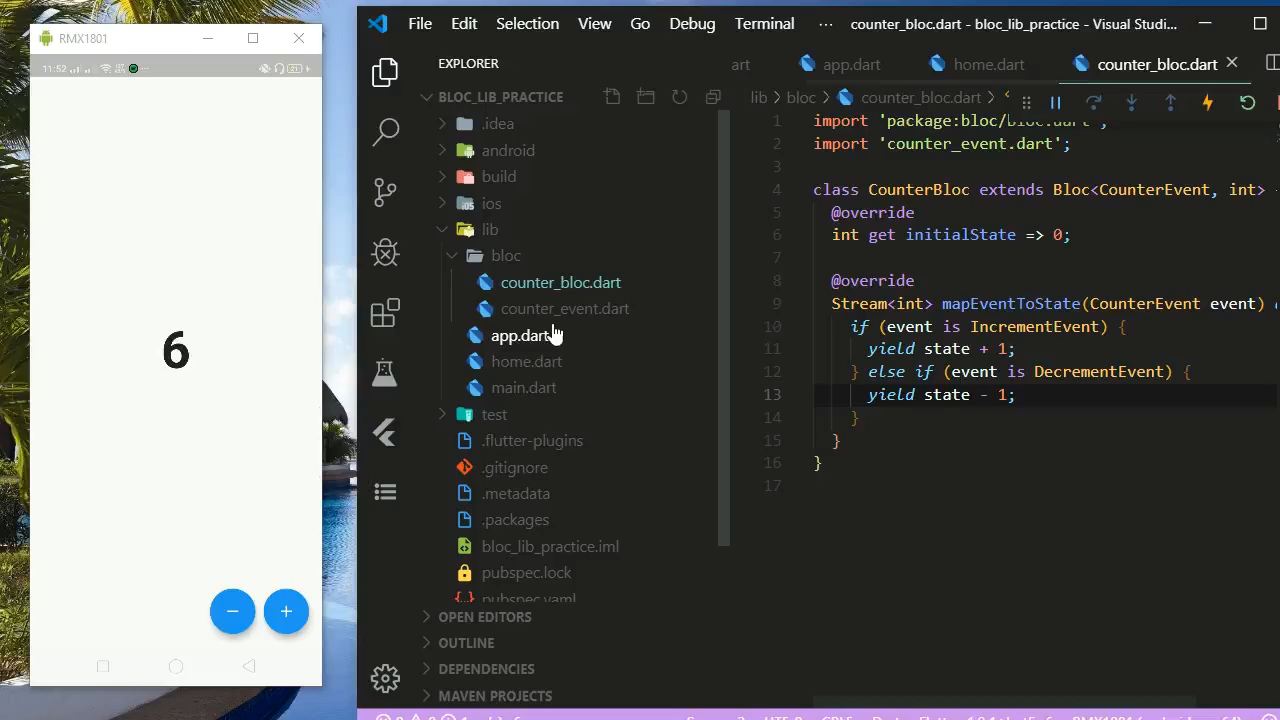 RMX1801
11:52
File Edit Selection View Go Debug Terminal ··· counter_bloc.dart - bloc_lib_practice - Visual Studi...
EXPLORER
BLOC_LIB_PRACTICE
.idea
android
build
ios
lib
bloc
counter_bloc.dart
counter_event.dart
app.dart
home.dart
main.dart
test
.flutter-plugins
.gitignore
.metadata
.packages
bloc_lib_practice.iml
pubspec.lock
pubspec.yaml
OPEN EDITORS
OUTLINE
DEPENDENCIES
MAVEN PROJECTS
art app.dart home.dart counter_bloc.dart
lib > bloc > counter_bloc.dart >
1 import 'package:bloc/bloc.dart';
2 import 'counter_event.dart';
3
4 class CounterBloc extends Bloc<CounterEvent, int>
5 @override
6 int get initialState => 0;
7
8 @override
9 Stream<int> mapEventToState(CounterEvent event)
10 if (event is IncrementEvent) {
11 yield state + 1;
12 } else if (event is DecrementEvent) {
13 yield state - 1;
14 }
15 }
16 }
17
6
− +